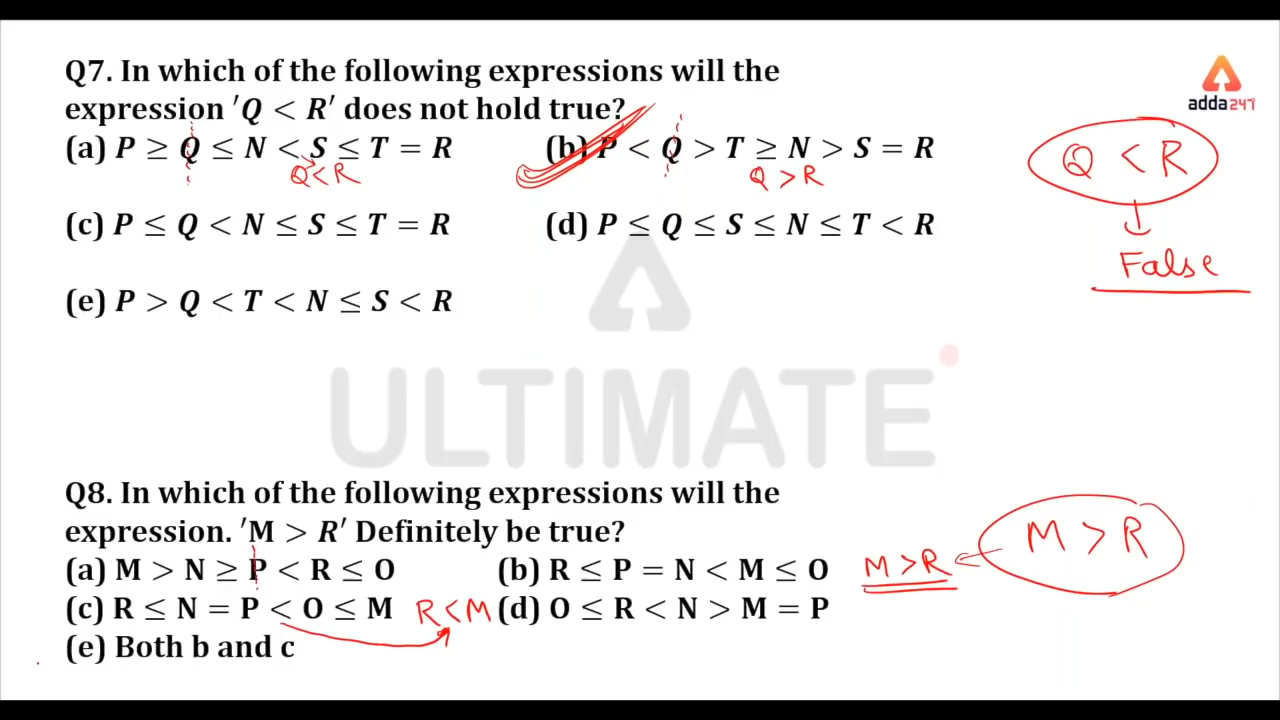 Q7. In which of the following expressions will the
expression ′Q < R′ does not hold true?
adda247
(a) P ≥ Q ≤ N < S ≤ T = R (b) P < Q > T ≥ N > S = R
Q < R
Q < R
Q > R
(c) P ≤ Q < N ≤ S ≤ T = R (d) P ≤ Q ≤ S ≤ N ≤ T < R
False
(e) P > Q < T < N ≤ S < R
ULTIMATE
Q8. In which of the following expressions will the
expression. ′M > R′ Definitely be true?
M > R
(a) M > N ≥ P < R ≤ O (b) R ≤ P = N < M ≤ O
M > R
(c) R ≤ N = P < O ≤ M R < M (d) O ≤ R < N > M = P
(e) Both b and c